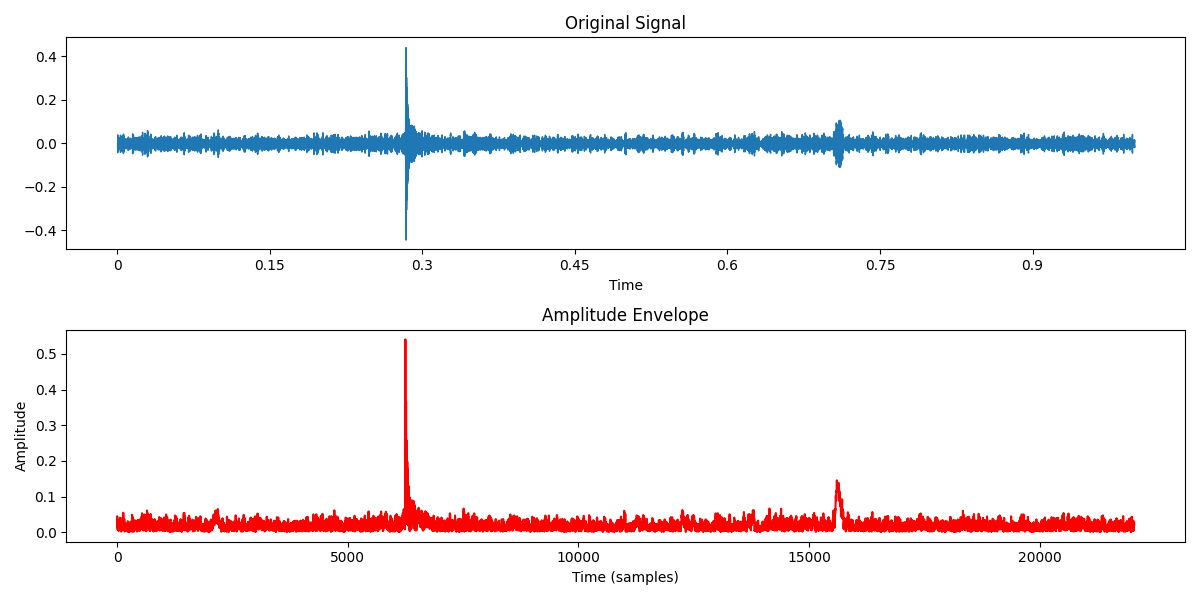 Original Signal
0.4
0.2
0.0
−0.2
−0.4
0 0.15 0.3 0.45 0.6 0.75 0.9
Time
Amplitude Envelope
Amplitude
0.5
0.4
0.3
0.2
0.1
0.0
0 5000 10000 15000 20000
Time (samples)